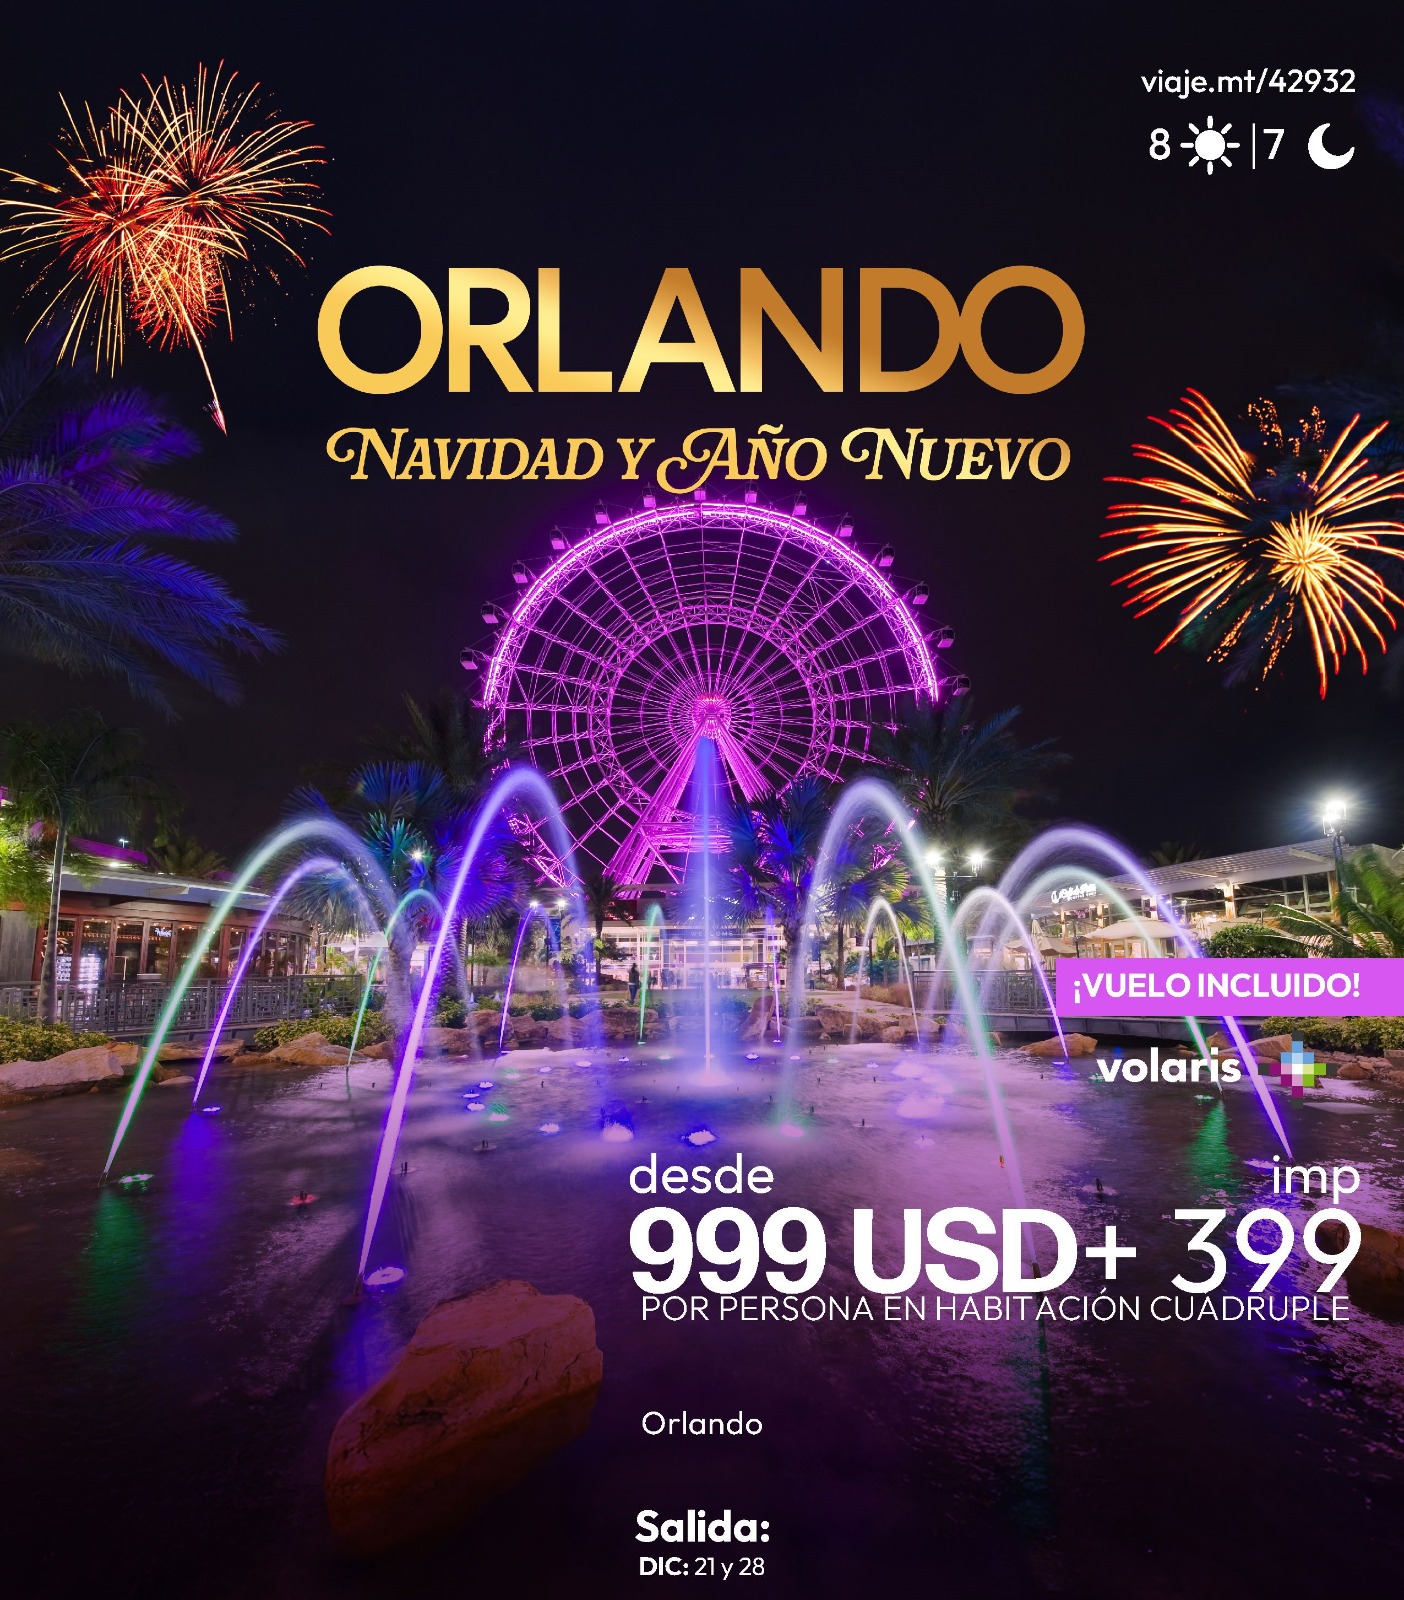 viaje.mt/42932
8 | 7
ORLANDO
NAVIDAD Y AÑO NUEVO
¡VUELO INCLUIDO!
volaris
desde imp
999 USD+ 399
POR PERSONA EN HABITACIÓN CUADRUPLE
Orlando
Salida:
DIC: 21 y 28